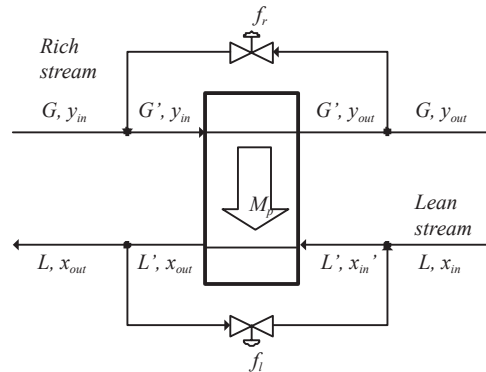 f_r
Rich
stream
G, y_in
G', y_in
G', y_out
G, y_out
M_p
Lean
stream
L, x_out
L', x_out
L', x_in'
L, x_in
f_l